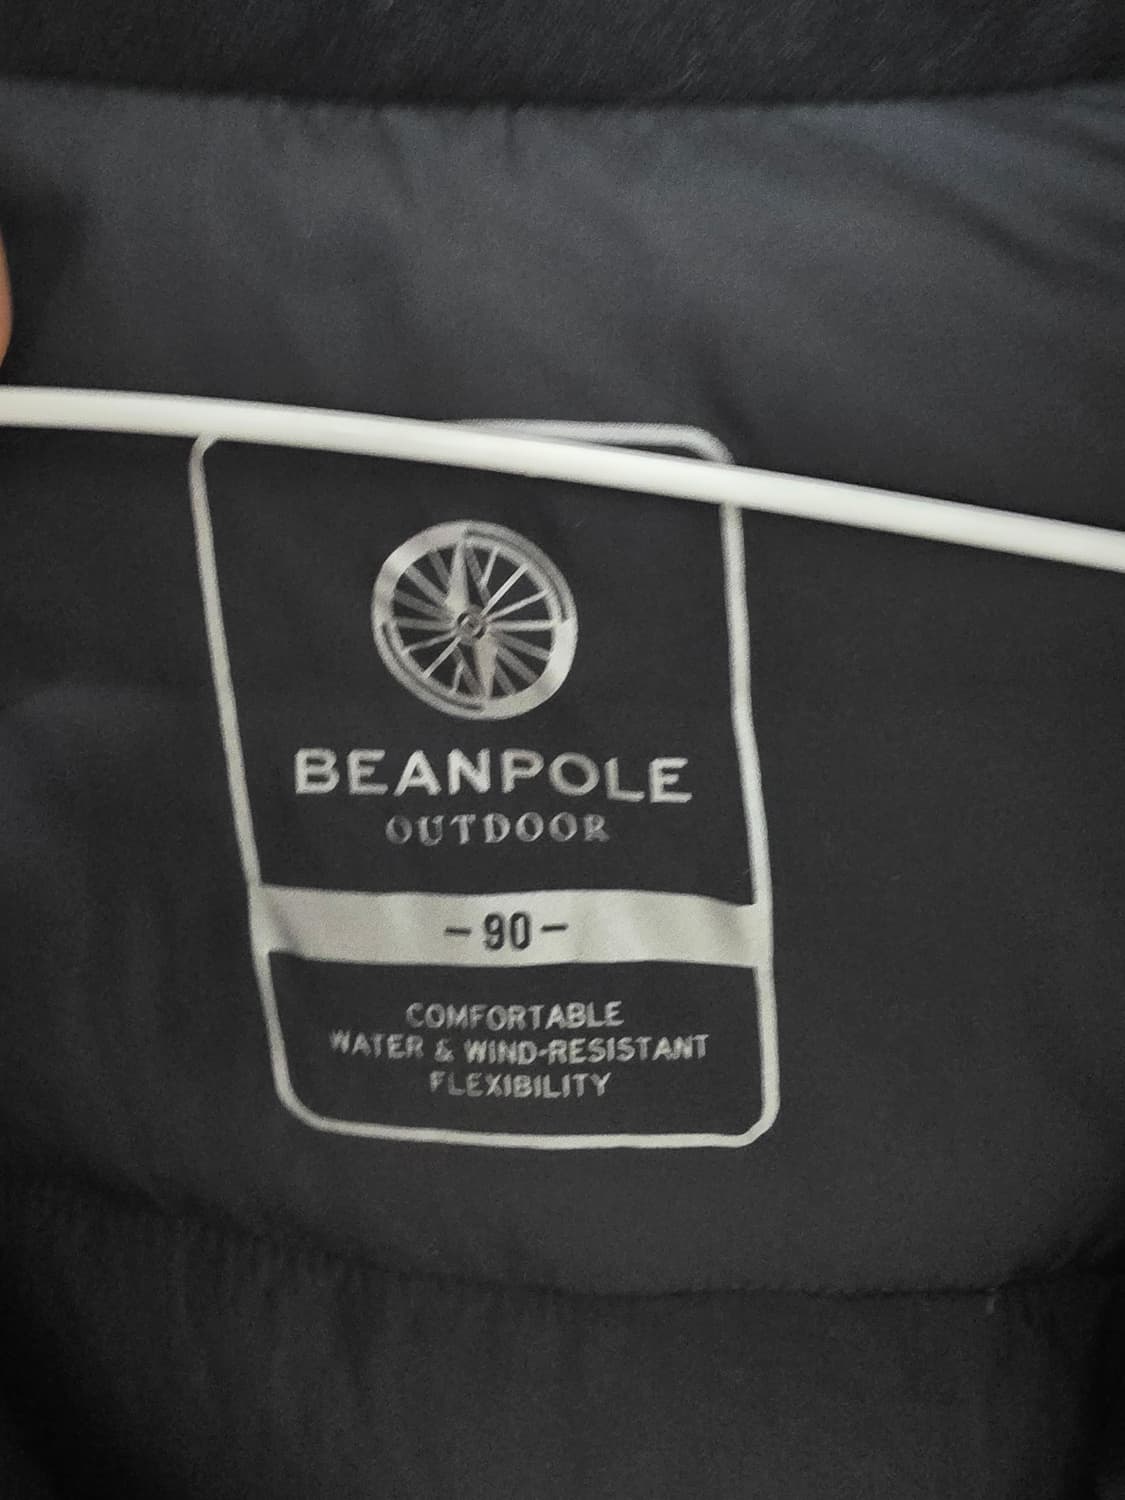 BEANPOLE
OUTDOOR
-90-
COMFORTABLE
WATER & WIND-RESISTANT
FLEXIBILITY